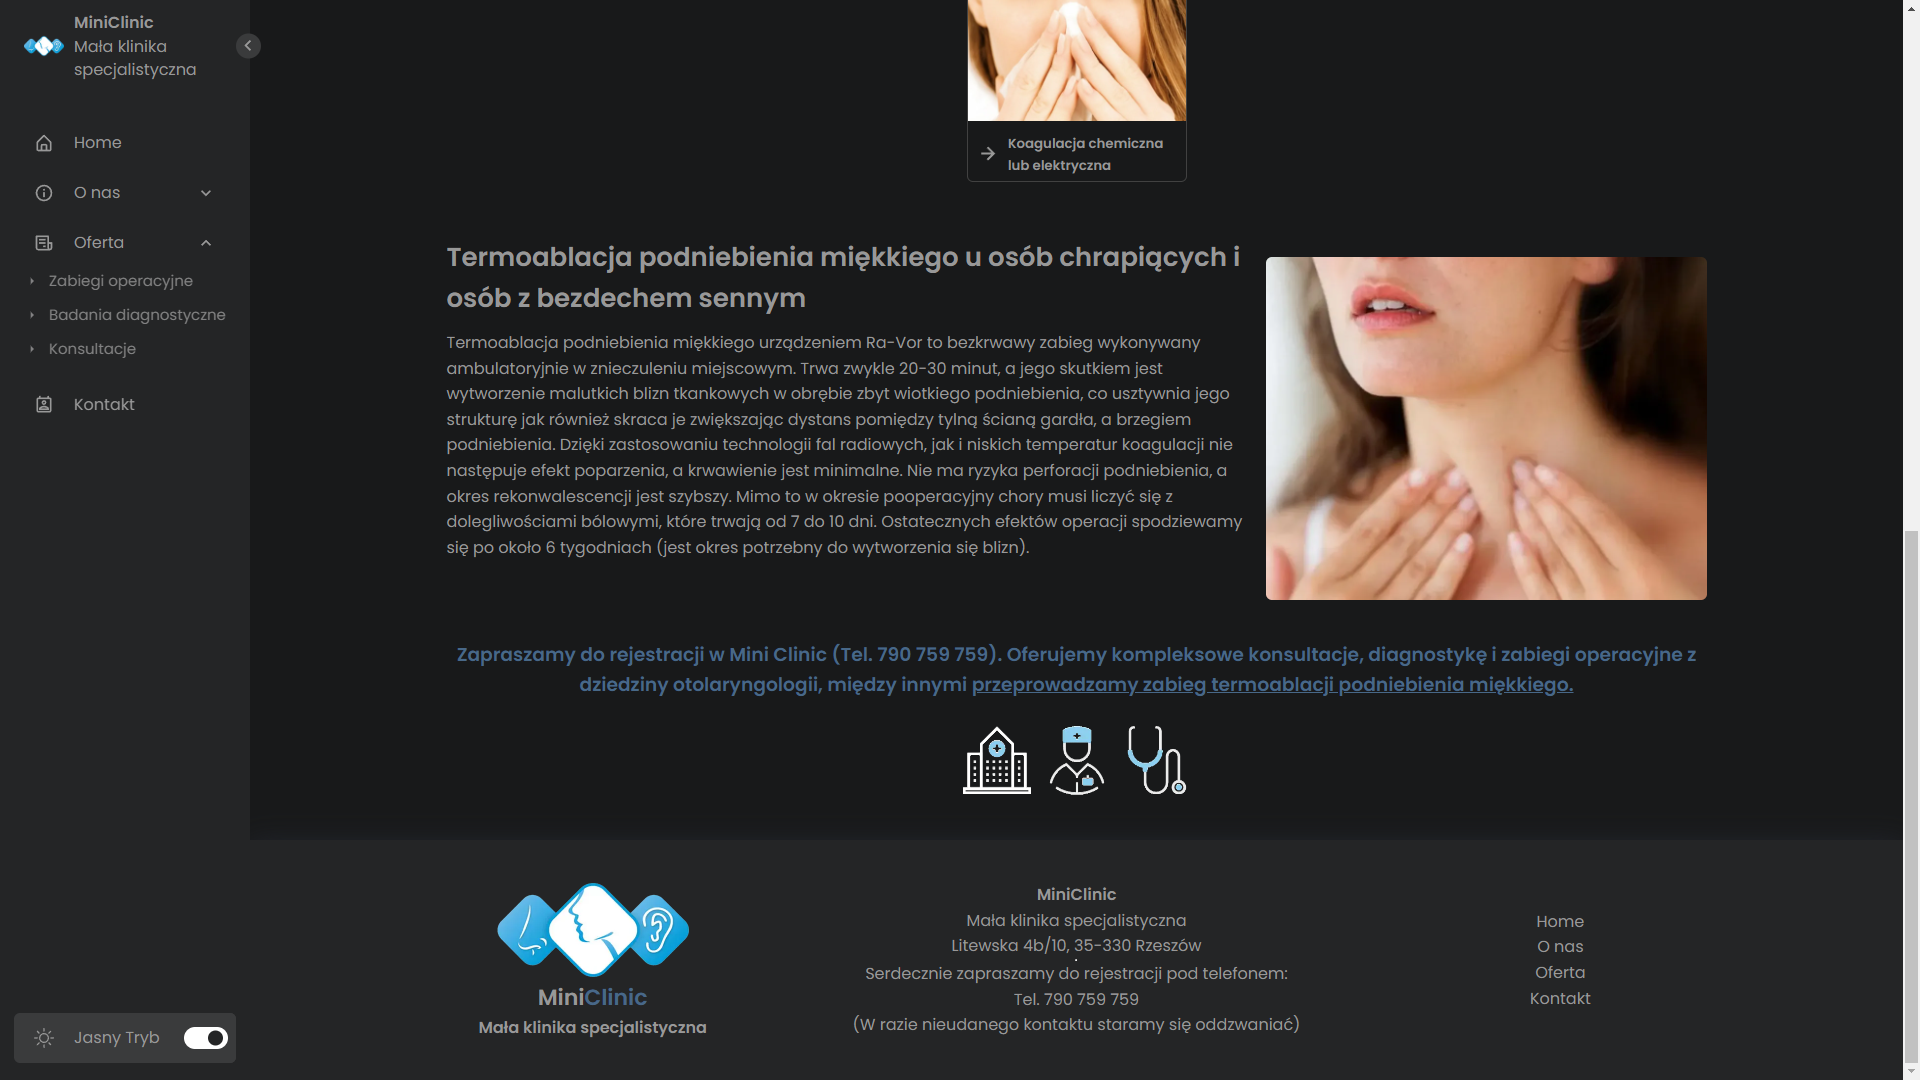 MiniClinic
Mała klinika
specjalistyczna
Home
O nas
Oferta
Zabiegi operacyjne
Badania diagnostyczne
Konsultacje
Kontakt
Jasny Tryb
Koagulacja chemiczna
lub elektryczna
Termoablacja podniebienia miękkiego u osób chrapiących i
osób z bezdechem sennym
Termoablacja podniebienia miękkiego urządzeniem Ra-Vor to bezkrwawy zabieg wykonywany
ambulatoryjnie w znieczuleniu miejscowym. Trwa zwykle 20-30 minut, a jego skutkiem jest
wytworzenie malutkich blizn tkankowych w obrębie zbyt wiotkiego podniebienia, co usztywnia jego
strukturę jak również skraca je zwiększając dystans pomiędzy tylną ścianą gardła, a brzegiem
podniebienia. Dzięki zastosowaniu technologii fal radiowych, jak i niskich temperatur koagulacji nie
następuje efekt poparzenia, a krwawienie jest minimalne. Nie ma ryzyka perforacji podniebienia, a
okres rekonwalescencji jest szybszy. Mimo to w okresie pooperacyjny chory musi liczyć się z
dolegliwościami bólowymi, które trwają od 7 do 10 dni. Ostatecznych efektów operacji spodziewamy
się po około 6 tygodniach (jest okres potrzebny do wytworzenia się blizn).
Zapraszamy do rejestracji w Mini Clinic (Tel. 790 759 759). Oferujemy kompleksowe konsultacje, diagnostykę i zabiegi operacyjne z
dziedziny otolaryngologii, między innymi przeprowadzamy zabieg termoablacji podniebienia miękkiego.
MiniClinic
Mała klinika specjalistyczna
MiniClinic
Mała klinika specjalistyczna
Litewska 4b/10, 35-330 Rzeszów
Serdecznie zapraszamy do rejestracji pod telefonem:
Tel. 790 759 759
(W razie nieudanego kontaktu staramy się oddzwaniać)
Home
O nas
Oferta
Kontakt